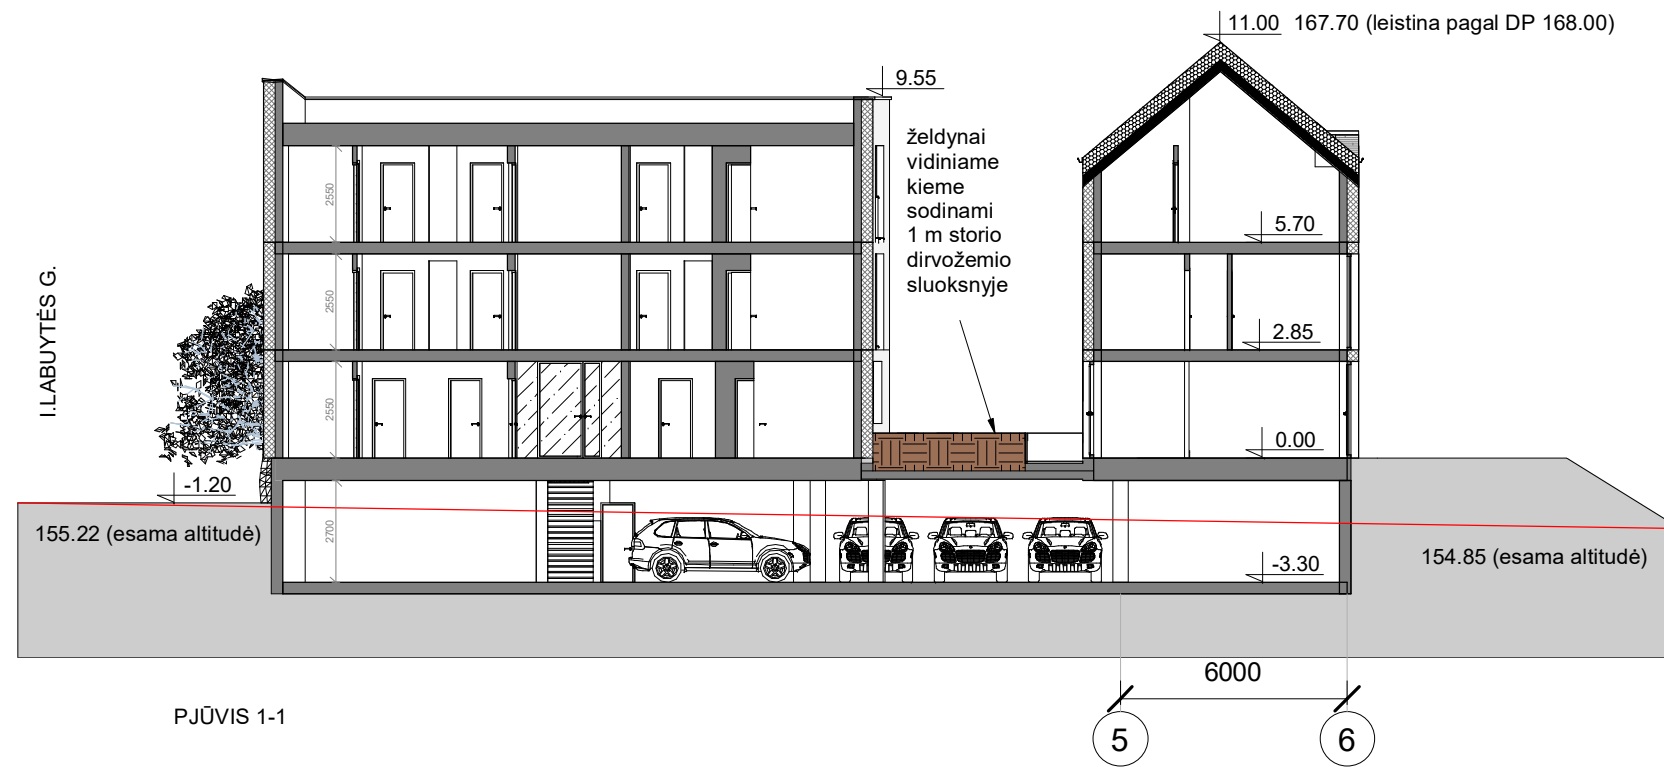 11.00 167.70 (leistina pagal DP 168.00)
9.55
želdynai
vidiniame
kieme
sodinami
1 m storio
dirvožemio
sluoksnyje
2550
5.70
I.LABUYTĖS G.
2550
2.85
2550
0.00
-1.20
155.22 (esama altitudė)
2700
154.85 (esama altitudė)
-3.30
6000
PJŪVIS 1-1
5
6